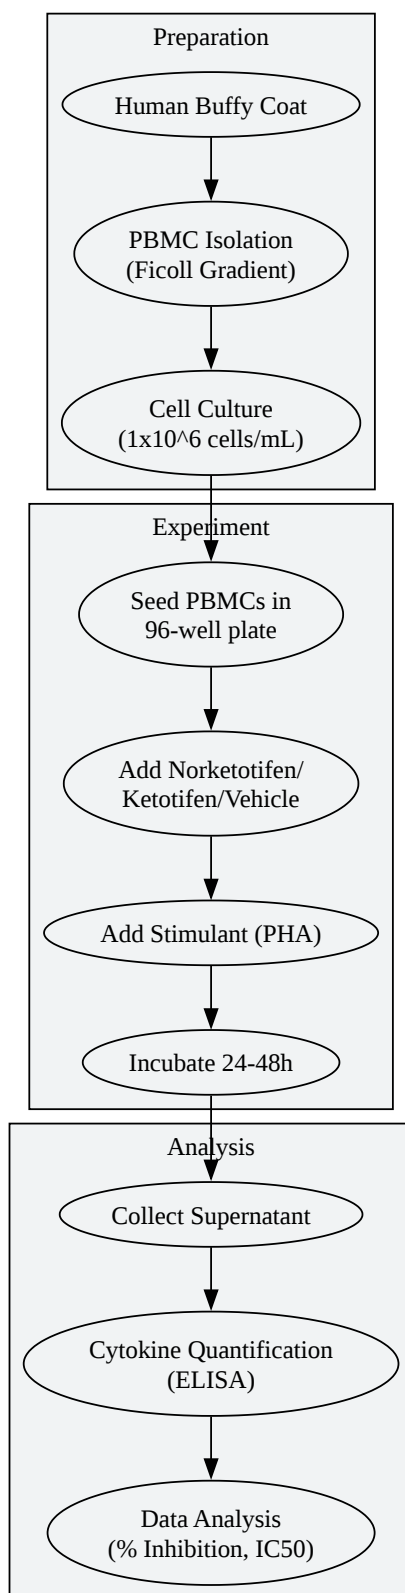 Preparation
Human Buffy Coat
PBMC Isolation
(Ficoll Gradient)
Cell Culture
(1x10^6 cells/mL)
Experiment
Seed PBMCs in
96-well plate
Add Norketotifen/
Ketotifen/Vehicle
Add Stimulant (PHA)
Incubate 24-48h
Analysis
Collect Supernatant
Cytokine Quantification
(ELISA)
Data Analysis
(% Inhibition, IC50)